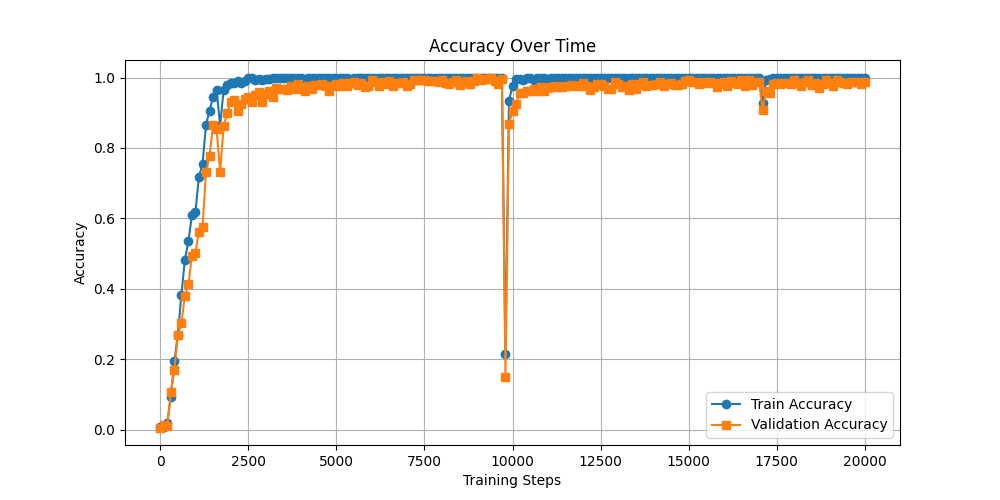 Accuracy Over Time
1.0
0.8
0.6
0.4
0.2
0.0
Accuracy
0 2500 5000 7500 10000 12500 15000 17500 20000
Training Steps
Train Accuracy
Validation Accuracy